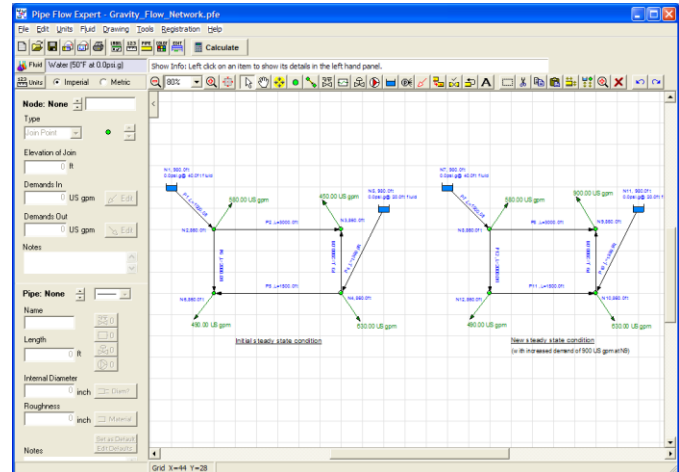 Pipe Flow Expert - Gravity_Flow_Network.pfe
File Edit Units Fluid Drawing Tools Registration Help
Calculate
Fluid Water (50°F at 0.0psi.g) Show Info: Left click on an item to show its details in the left hand panel.
Units Imperial Metric 80%
Node: None
Type
Join Point
Elevation of Join
0 ft
Demands In
0 US gpm Edit
Demands Out
0 US gpm Edit
Notes
Pipe: None
Name
Length
0 ft
Internal Diameter
0 inch Diam?
Roughness
0 inch Material
Set as Default
Notes Edit Defaults
560.00 US gpm
450.00 US gpm
490.00 US gpm
530.00 US gpm
Initial steady state condition
560.00 US gpm
900.00 US gpm
490.00 US gpm
530.00 US gpm
New steady state condition
(with increased demand of 900 US gpm at N9)
Grid X=44 Y=28